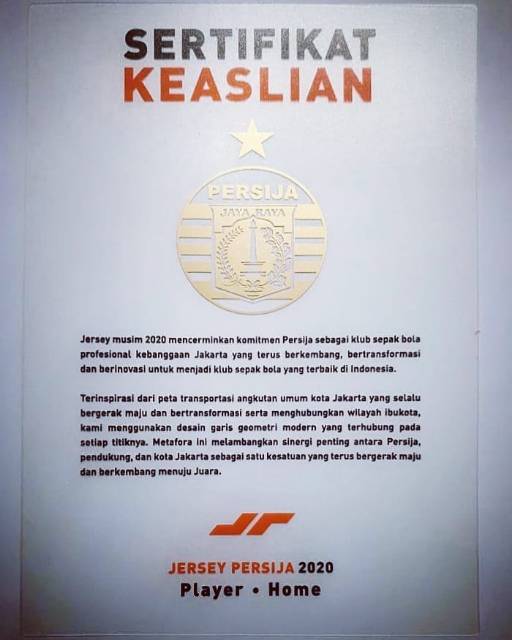 SERTIFIKAT
KEASLIAN
PERSIJA
JAYA RAYA
Jersey musim 2020 mencerminkan komitmen Persija sebagai klub sepak bola
profesional kebanggaan Jakarta yang terus berkembang, bertransformasi
dan berinovasi untuk menjadi klub sepak bola yang terbaik di Indonesia.
Terinspirasi dari peta transportasi angkutan umum kota Jakarta yang selalu
bergerak maju dan bertransformasi serta menghubungkan wilayah ibukota,
kami menggunakan desain garis geometri modern yang terhubung pada
setiap titiknya. Metafora ini melambangkan sinergi penting antara Persija,
pendukung, dan kota Jakarta sebagai satu kesatuan yang terus bergerak maju
dan berkembang menuju Juara.
JERSEY PERSIJA 2020
Player • Home